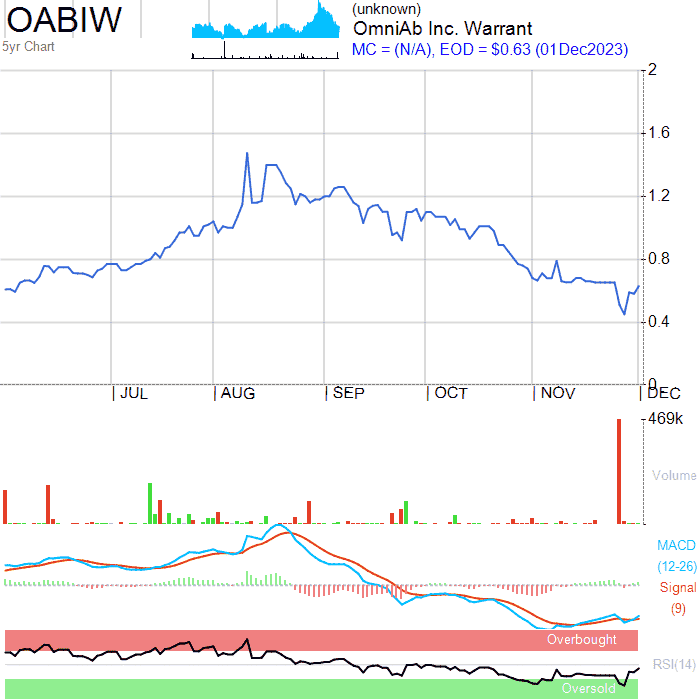 OABIW
5yr Chart
(unknown)
OmniAb Inc. Warrant
MC = (N/A), EOD = $0.63 (01Dec2023)
2
1.6
1.2
0.8
0.4
0
JUL
AUG
SEP
OCT
NOV
DEC
469k
Volume
MACD
(12-26)
Signal
(9)
Overbought
RSI(14)
Oversold